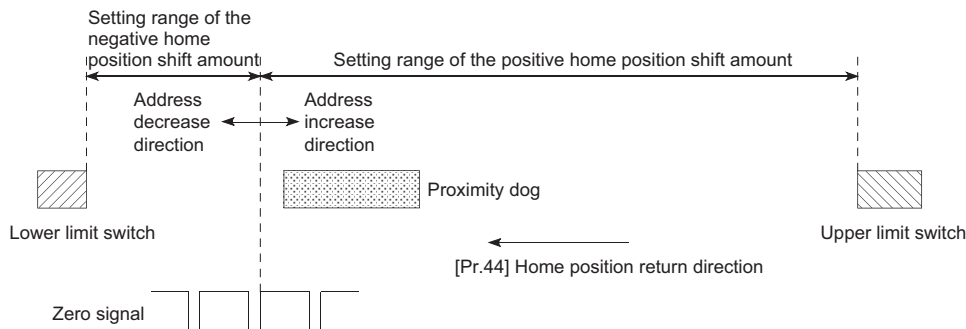 Setting range of the
negative home
position shift amount
Setting range of the positive home position shift amount
Address
decrease
direction
Address
increase
direction
Proximity dog
Lower limit switch
Upper limit switch
[Pr.44] Home position return direction
Zero signal